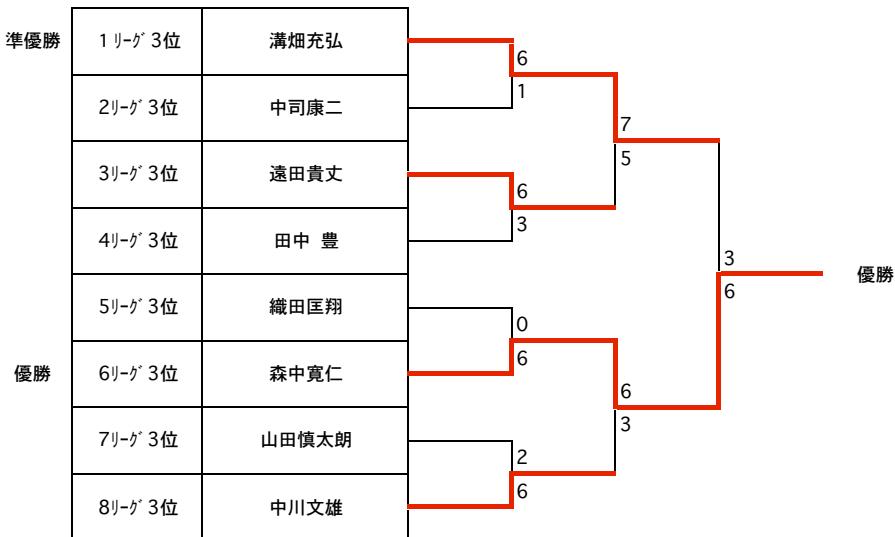 準優勝 1ﾘｰｸﾞ3位 溝畑充弘
6
1
2ﾘｰｸﾞ3位 中司康二
7
5
3ﾘｰｸﾞ3位 遠田貴丈
6
3
4ﾘｰｸﾞ3位 田中 豊
3
6
優勝
5ﾘｰｸﾞ3位 織田匡翔
0
6
優勝 6ﾘｰｸﾞ3位 森中寛仁
6
3
7ﾘｰｸﾞ3位 山田慎太朗
2
6
8ﾘｰｸﾞ3位 中川文雄